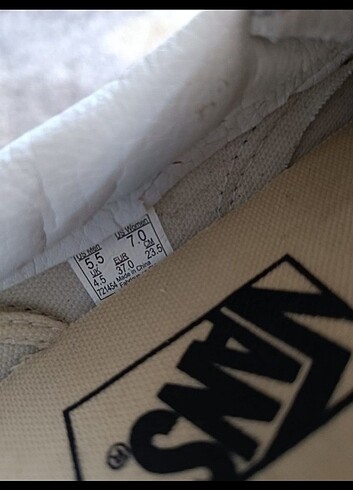 US Men US Women
5.5 7.0
UK EUR CM
4.5 37.0 23.5
721454 Made in China
VANS
®